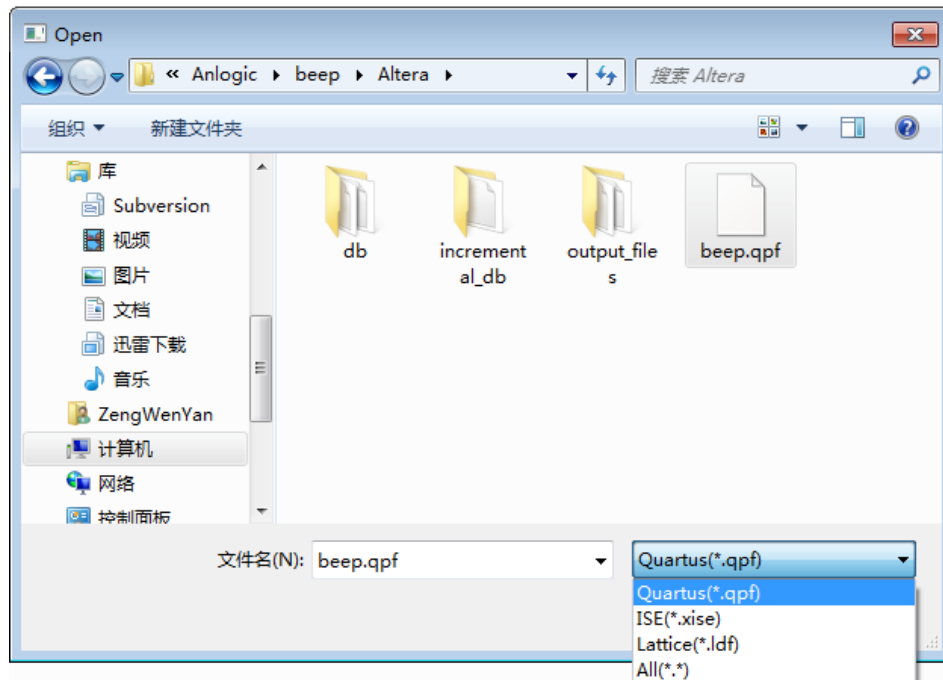 Open
« Anlogic ▸ beep ▸ Altera ▸
搜索 Altera
组织 ▼ 新建文件夹
库
Subversion
视频
图片
文档
迅雷下载
音乐
ZengWenYan
计算机
网络
控制面板
db
increment
al_db
output_file
s
beep.qpf
文件名(N): beep.qpf
Quartus(*.qpf)
Quartus(*.qpf)
ISE(*.xise)
Lattice(*.ldf)
All(*.*)